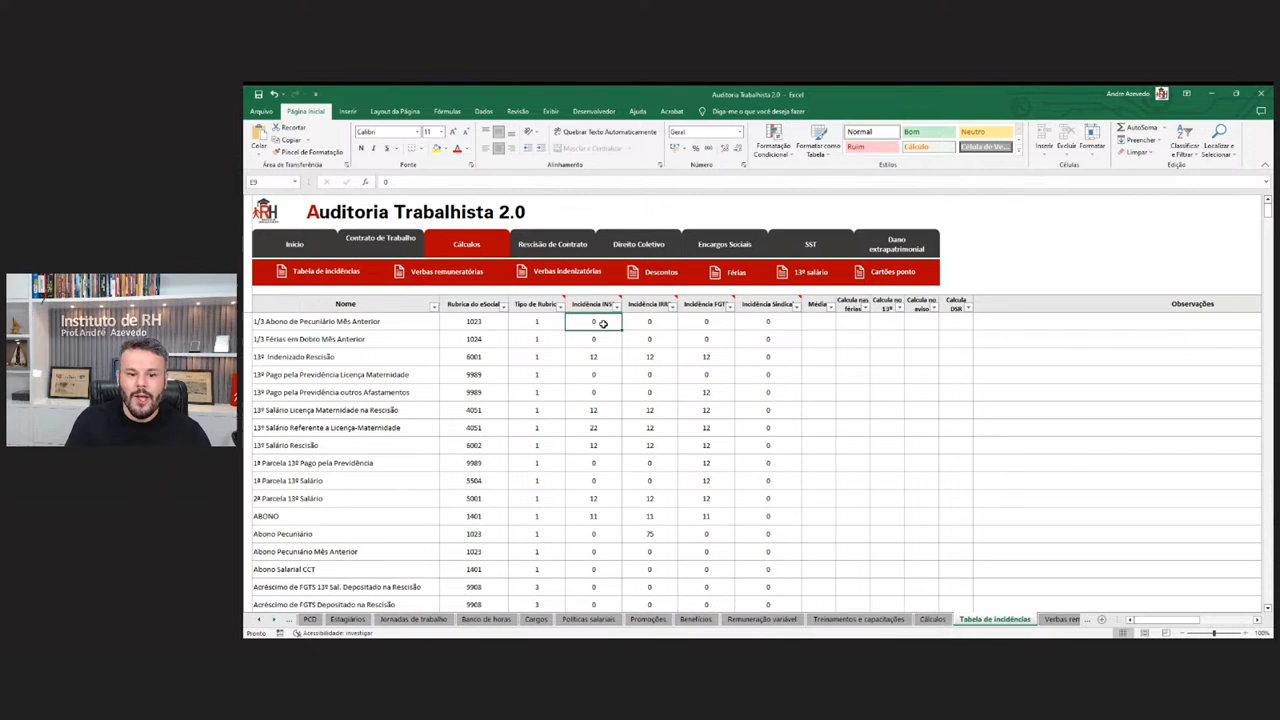 Instituto de RH
Prof.André Azevedo
Auditoria Trabalhista 2.0 - Excel
Andre Azevedo
Arquivo Página Inicial Inserir Layout da Página Fórmulas Dados Revisão Exibir Desenvolvedor Ajuda Acrobat Diga-me o que você deseja fazer
Colar Recortar Copiar Pincel de Formatação
Área de Transferência
Calibri 11
N I S
Fonte
Quebrar Texto Automaticamente
Mesclar e Centralizar
Alinhamento
Geral
Número
Formatação Condicional
Formatar como Tabela
Normal Bom Neutro
Ruim Cálculo Célula de Ve...
Estilos
Inserir Excluir Formatar
Células
AutoSoma
Preencher
Limpar
Classificar e Filtrar
Localizar e Selecionar
Edição
E9 fx 0
RH
Auditoria Trabalhista 2.0
Início Contrato de Trabalho Cálculos Rescisão de Contrato Direito Coletivo Encargos Sociais SST Dano extrapatrimonial
Tabela de incidências Verbas remuneratórias Verbas indenizatórias Descontos Férias 13º salário Cartões ponto
Nome Rubrica do eSocial Tipo de Rubric Incidência INS Incidência IRR Incidência FGT Incidência Sindica Média Calcula nas férias Calcula no 13º Calcula no aviso Calcula DSR Observações
1/3 Abono de Pecuniário Mês Anterior 1023 1 0 0 0 0
1/3 Férias em Dobro Mês Anterior 1024 1 0 0 0 0
13º Indenizado Rescisão 6001 1 12 12 12 0
13º Pago pela Previdência Licença Maternidade 9989 1 0 0 0 0
13º Pago pela Previdência outros Afastamentos 9989 1 0 0 12 0
13º Salário Licença Maternidade na Rescisão 4051 1 12 12 12 0
13º Salário Referente a Licença-Maternidade 4051 1 22 12 12 0
13º Salário Rescisão 6002 1 12 12 12 0
1ª Parcela 13º Pago pela Previdência 9989 1 0 0 12 0
1ª Parcela 13º Salário 5504 1 0 0 12 0
2ª Parcela 13º Salário 5001 1 12 12 12 0
ABONO 1401 1 11 11 11 0
Abono Pecuniário 1023 1 0 75 0 0
Abono Pecuniário Mês Anterior 1023 1 0 0 0 0
Abono Salarial CCT 1401 1 0 0 0 0
Acréscimo de FGTS 13º Sal. Depositado na Rescisão 9908 3 0 0 0 0
Acréscimo de FGTS Depositado na Rescisão 9908 3 0 0 0 0
... PCD Estagiários Jornadas de trabalho Banco de horas Cargos Políticas salariais Promoções Benefícios Remuneração variável Treinamentos e capacitações Cálculos Tabela de incidências Verbas rem ...
Pronto Acessibilidade: investigar 100%